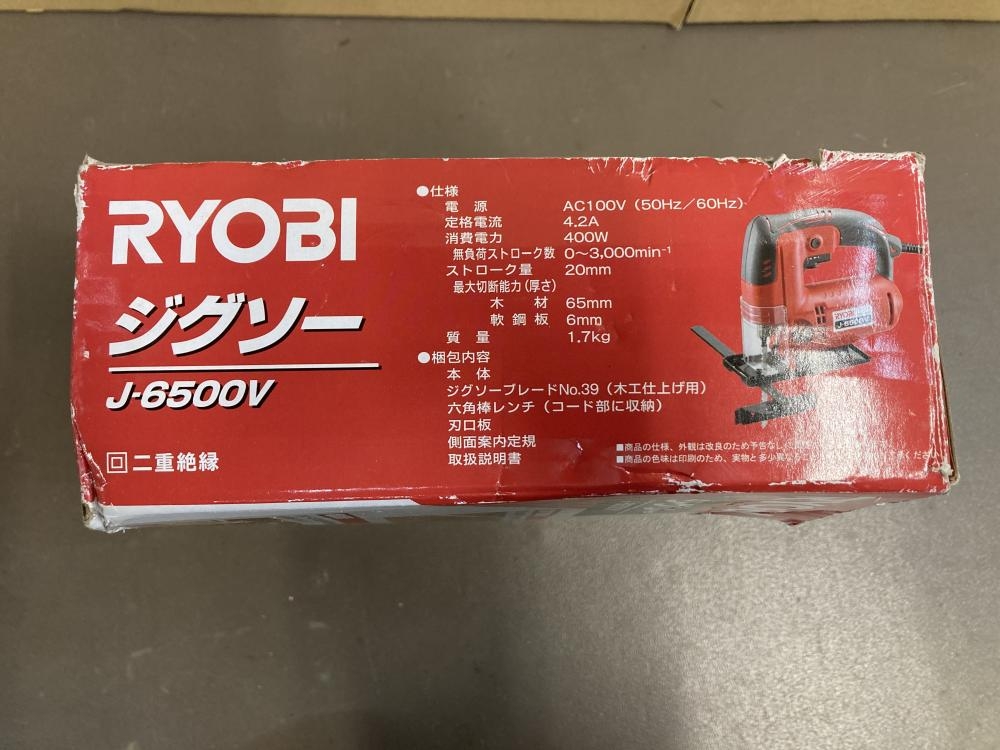 RYOBI
ジグソー
J-6500V
二重絶縁
●仕様
電源 AC100V（50Hz／60Hz）
定格電流 4.2A
消費電力 400W
無負荷ストローク数 0〜3,000min⁻¹
ストローク量 20mm
最大切断能力（厚さ）
木材 65mm
軟鋼板 6mm
質量 1.7kg
●梱包内容
本体
ジグソーブレードNo.39（木工仕上げ用）
六角棒レンチ（コード部に収納）
刃口板
側面案内定規
取扱説明書
RYOBI
J-6500V
■商品の仕様、外観は改良のため予告なし
■商品の色味は印刷のため、実物と多少異なる